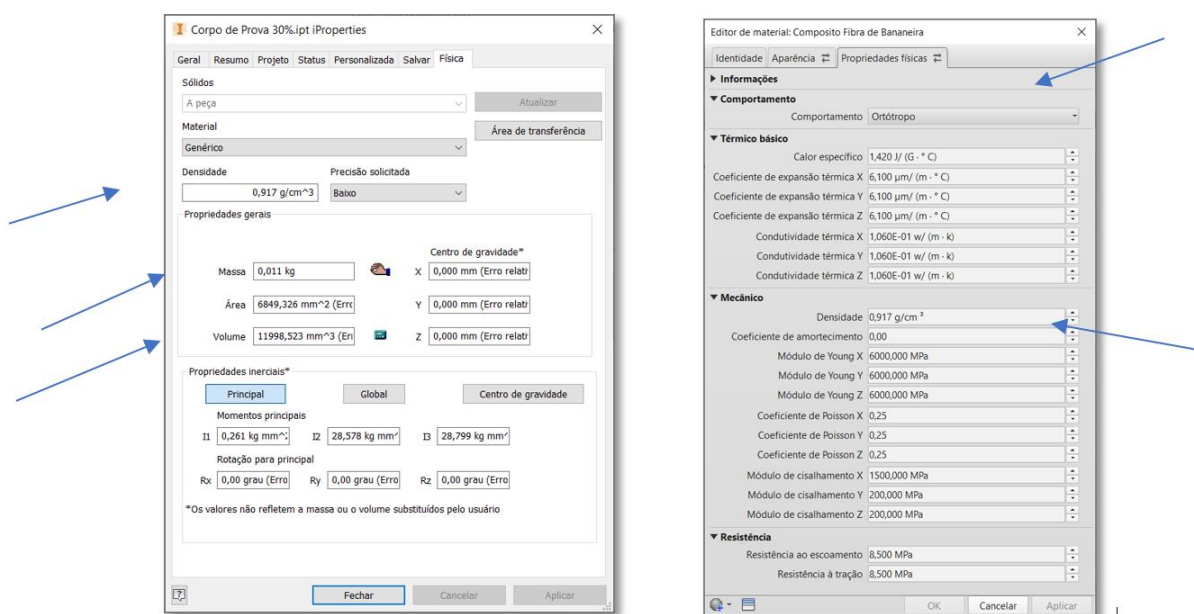 Corpo de Prova 30%.ipt iProperties
Geral Resumo Projeto Status Personalizada Salvar Física
Sólidos
A peça
Atualizar
Material
Área de transferência
Genérico
Densidade Precisão solicitada
0,917 g/cm^3 Baixo
Propriedades gerais
Centro de gravidade*
Massa 0,011 kg X 0,000 mm (Erro relati
Área 6849,326 mm^2 (Errc Y 0,000 mm (Erro relati
Volume 11998,523 mm^3 (En Z 0,000 mm (Erro relati
Propriedades inerciais*
Principal Global Centro de gravidade
Momentos principais
I1 0,261 kg mm^2 I2 28,578 kg mm^ I3 28,799 kg mm^
Rotação para principal
Rx 0,00 grau (Erro Ry 0,00 grau (Erro Rz 0,00 grau (Erro
*Os valores não refletem a massa ou o volume substituídos pelo usuário
Fechar Cancelar Aplicar
Editor de material: Composito Fibra de Bananeira
Identidade Aparência Propriedades físicas
Informações
Comportamento
Comportamento Ortótropo
Térmico básico
Calor específico 1,420 J/ (G · ° C)
Coeficiente de expansão térmica X 6,100 µm/ (m · ° C)
Coeficiente de expansão térmica Y 6,100 µm/ (m · ° C)
Coeficiente de expansão térmica Z 6,100 µm/ (m · ° C)
Condutividade térmica X 1,060E-01 w/ (m · k)
Condutividade térmica Y 1,060E-01 w/ (m · k)
Condutividade térmica Z 1,060E-01 w/ (m · k)
Mecânico
Densidade 0,917 g/cm ³
Coeficiente de amortecimento 0,00
Módulo de Young X 6000,000 MPa
Módulo de Young Y 6000,000 MPa
Módulo de Young Z 6000,000 MPa
Coeficiente de Poisson X 0,25
Coeficiente de Poisson Y 0,25
Coeficiente de Poisson Z 0,25
Módulo de cisalhamento X 1500,000 MPa
Módulo de cisalhamento Y 200,000 MPa
Módulo de cisalhamento Z 200,000 MPa
Resistência
Resistência ao escoamento 8,500 MPa
Resistência à tração 8,500 MPa
OK Cancelar Aplicar